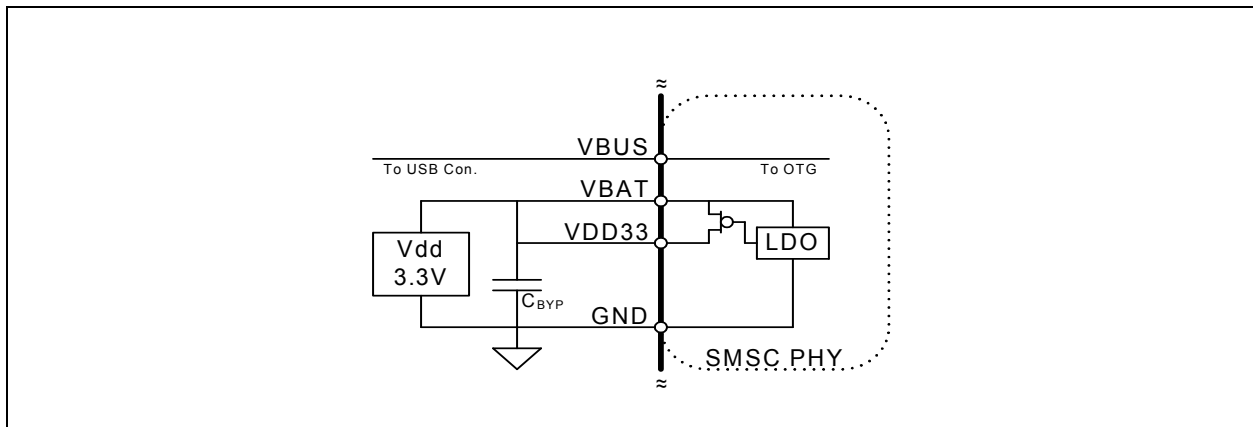 ≈
VBUS
To USB Con.
To OTG
VBAT
VDD33
Vdd
3.3V
LDO
CBYP
GND
SMSC PHY
≈